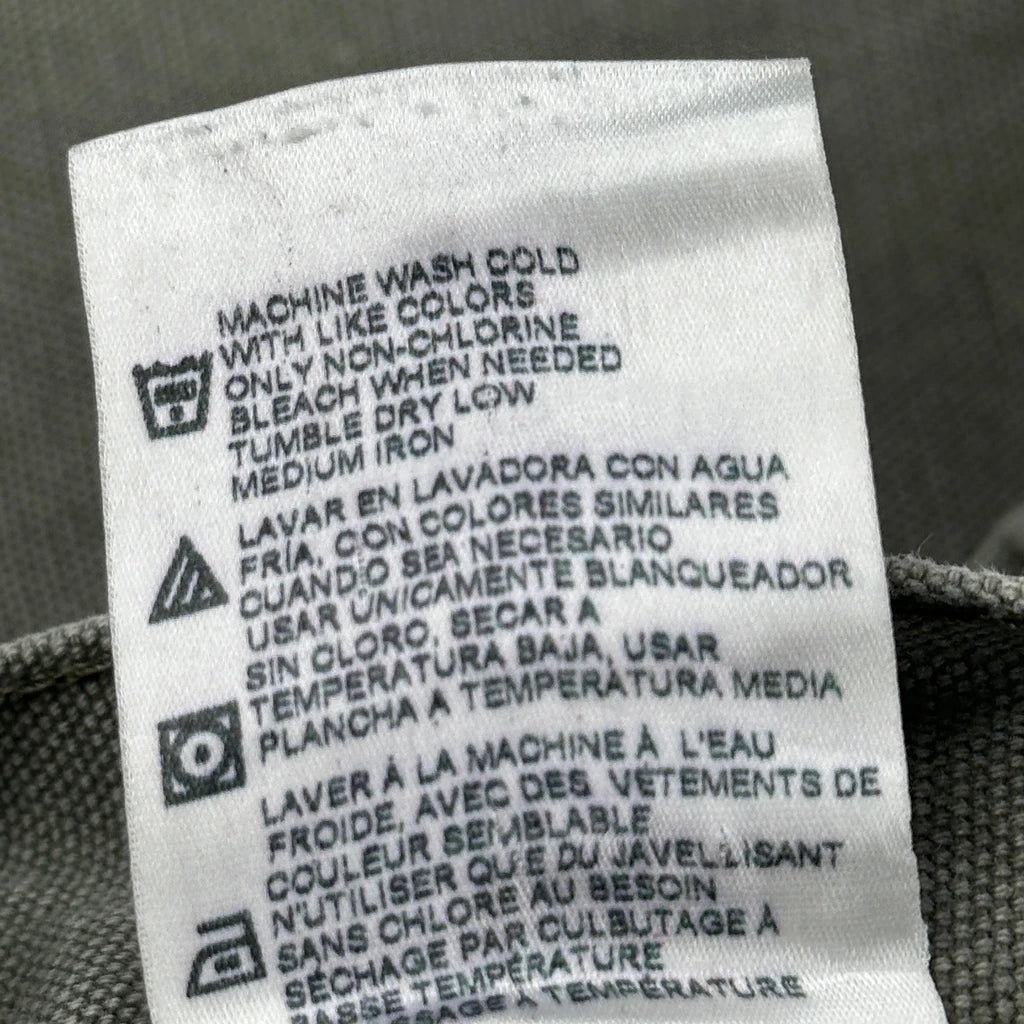 MACHINE WASH COLD
WITH LIKE COLORS
ONLY NON-CHLORINE
BLEACH WHEN NEEDED
TUMBLE DRY LOW
MEDIUM IRON
LAVAR EN LAVADORA CON AGUA
FRÍA, CON COLORES SIMILARES
CUANDO SEA NECESARIO
USAR ÚNICAMENTE BLANQUEADOR
SIN CLORO, SECAR A
TEMPERATURA BAJA, USAR
PLANCHA A TEMPERATURA MEDIA
LAVER À LA MACHINE À L'EAU
FROIDE, AVEC DES VÊTEMENTS DE
COULEUR SEMBLABLE
N'UTILISER QUE DU JAVELLISANT
SANS CHLORE AU BESOIN
SÉCHAGE PAR CULBUTAGE À
BASSE TEMPÉRATURE
À TEMPÉRATURE